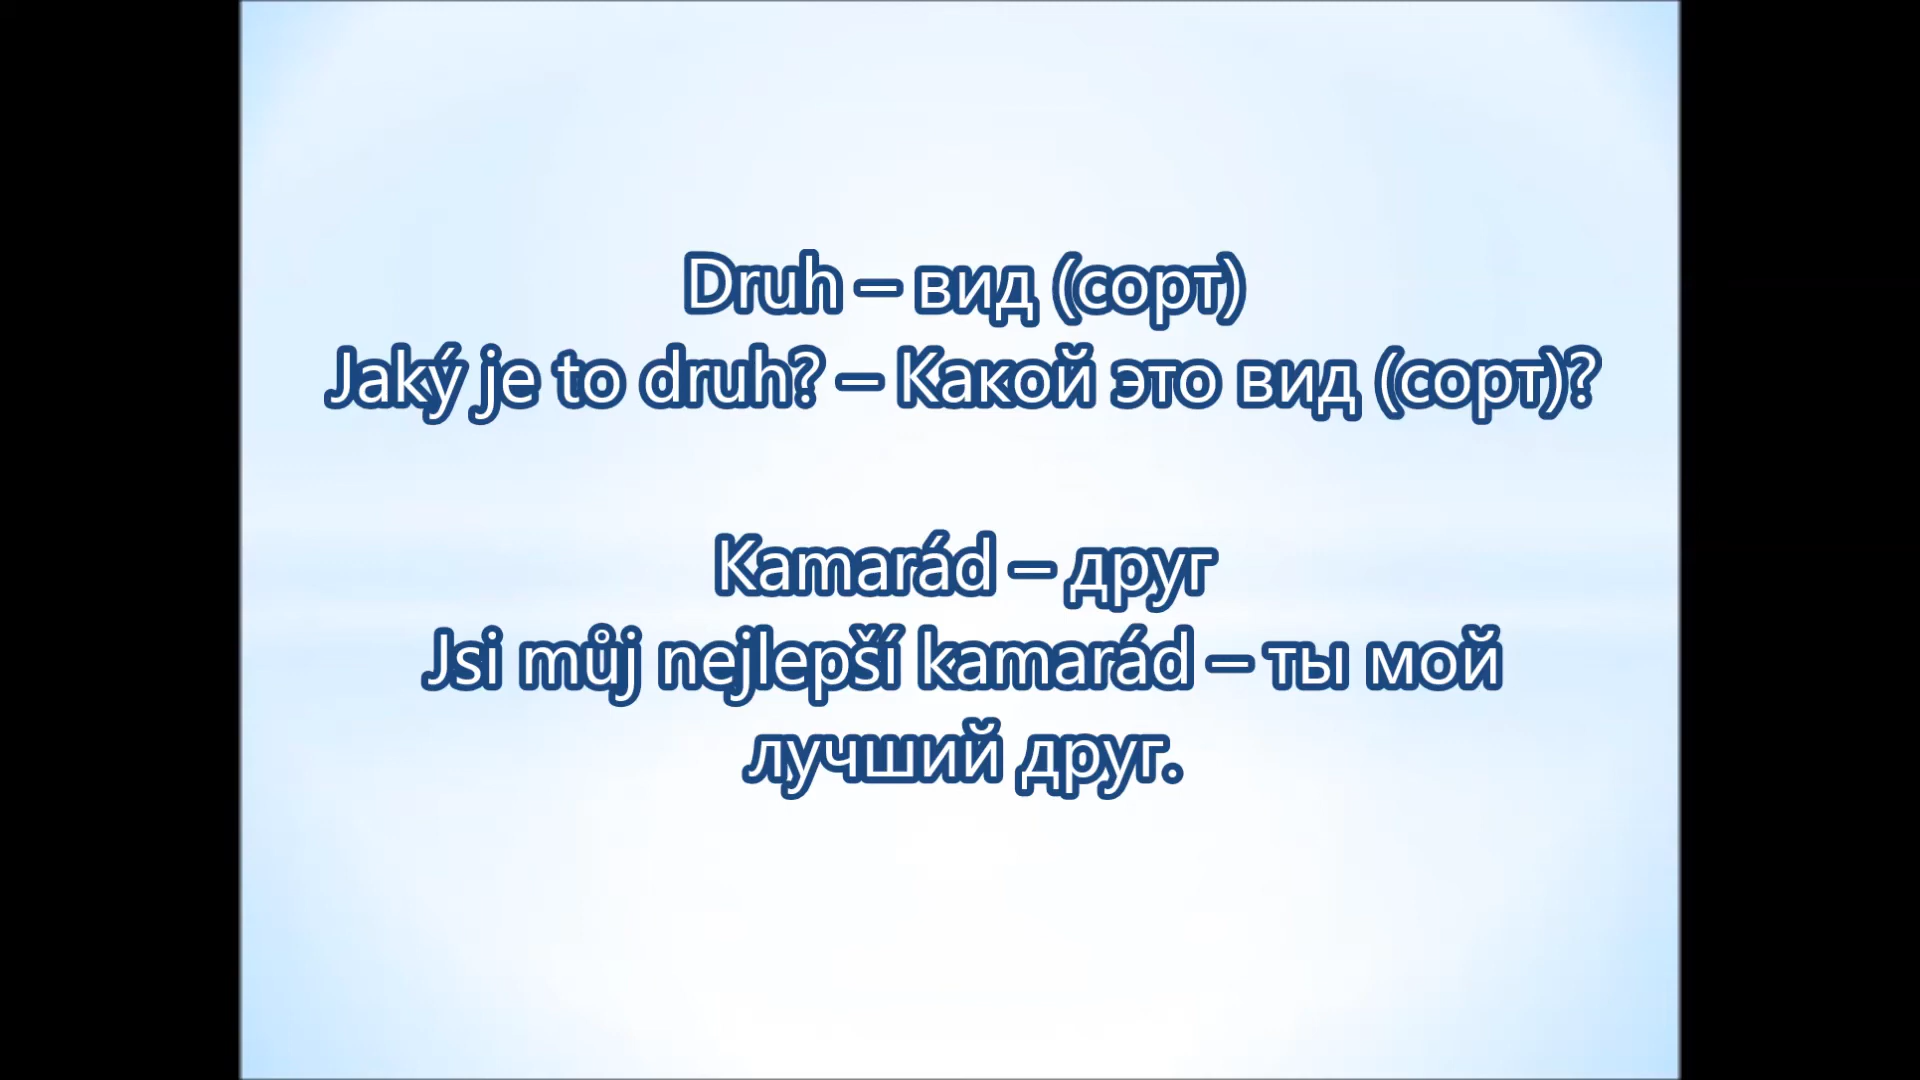 Druh – вид (сорт)
Jaký je to druh? – Какой это вид (сорт)?
Kamarád – друг
Jsi můj nejlepší kamarád – ты мой
лучший друг.